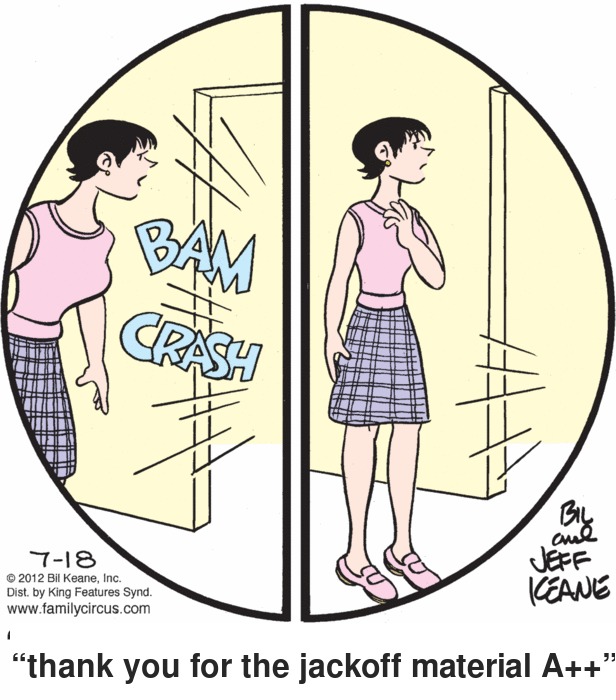 BAM
CRASH
7-18
© 2012 Bil Keane, Inc.
Dist. by King Features Synd.
www.familycircus.com
BIL
and
JEFF
KEANE
“thank you for the jackoff material A++”